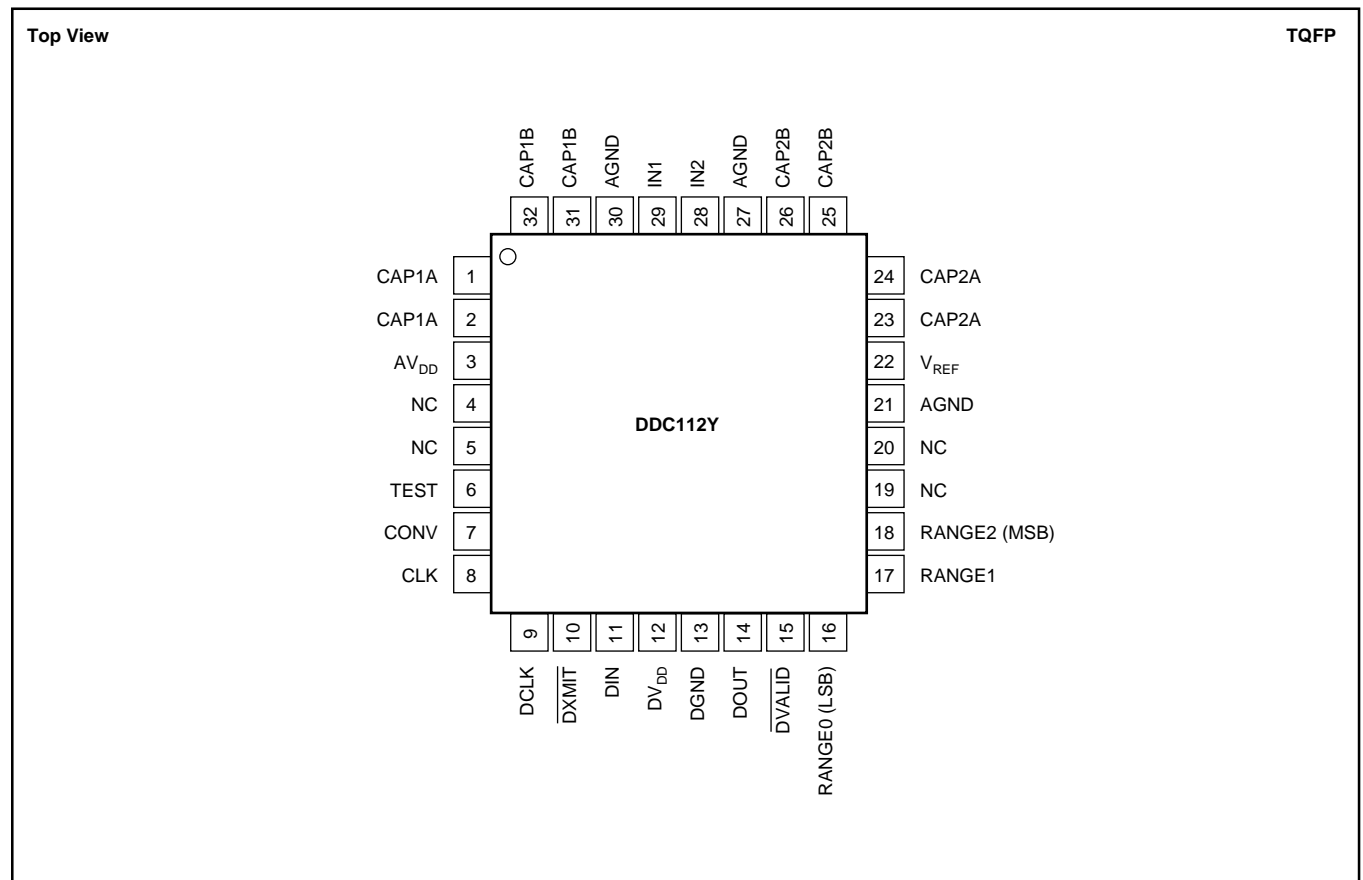 Top View
TQFP
CAP1B
CAP1B
AGND
IN1
IN2
AGND
CAP2B
CAP2B
32
31
30
29
28
27
26
25
CAP1A 1
CAP1A 2
AVDD 3
NC 4
NC 5
TEST 6
CONV 7
CLK 8
DDC112Y
24 CAP2A
23 CAP2A
22 VREF
21 AGND
20 NC
19 NC
18 RANGE2 (MSB)
17 RANGE1
9
10
11
12
13
14
15
16
DCLK
DXMIT
DIN
DVDD
DGND
DOUT
DVALID
RANGE0 (LSB)